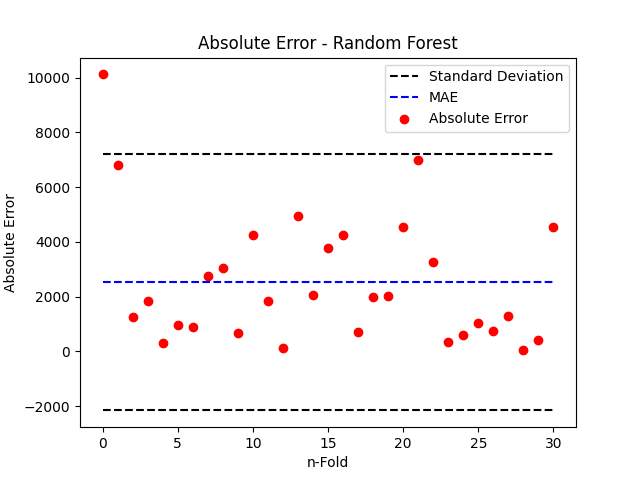 Absolute Error - Random Forest
Standard Deviation
MAE
Absolute Error
Absolute Error
10000
8000
6000
4000
2000
0
−2000
0 5 10 15 20 25 30
n-Fold